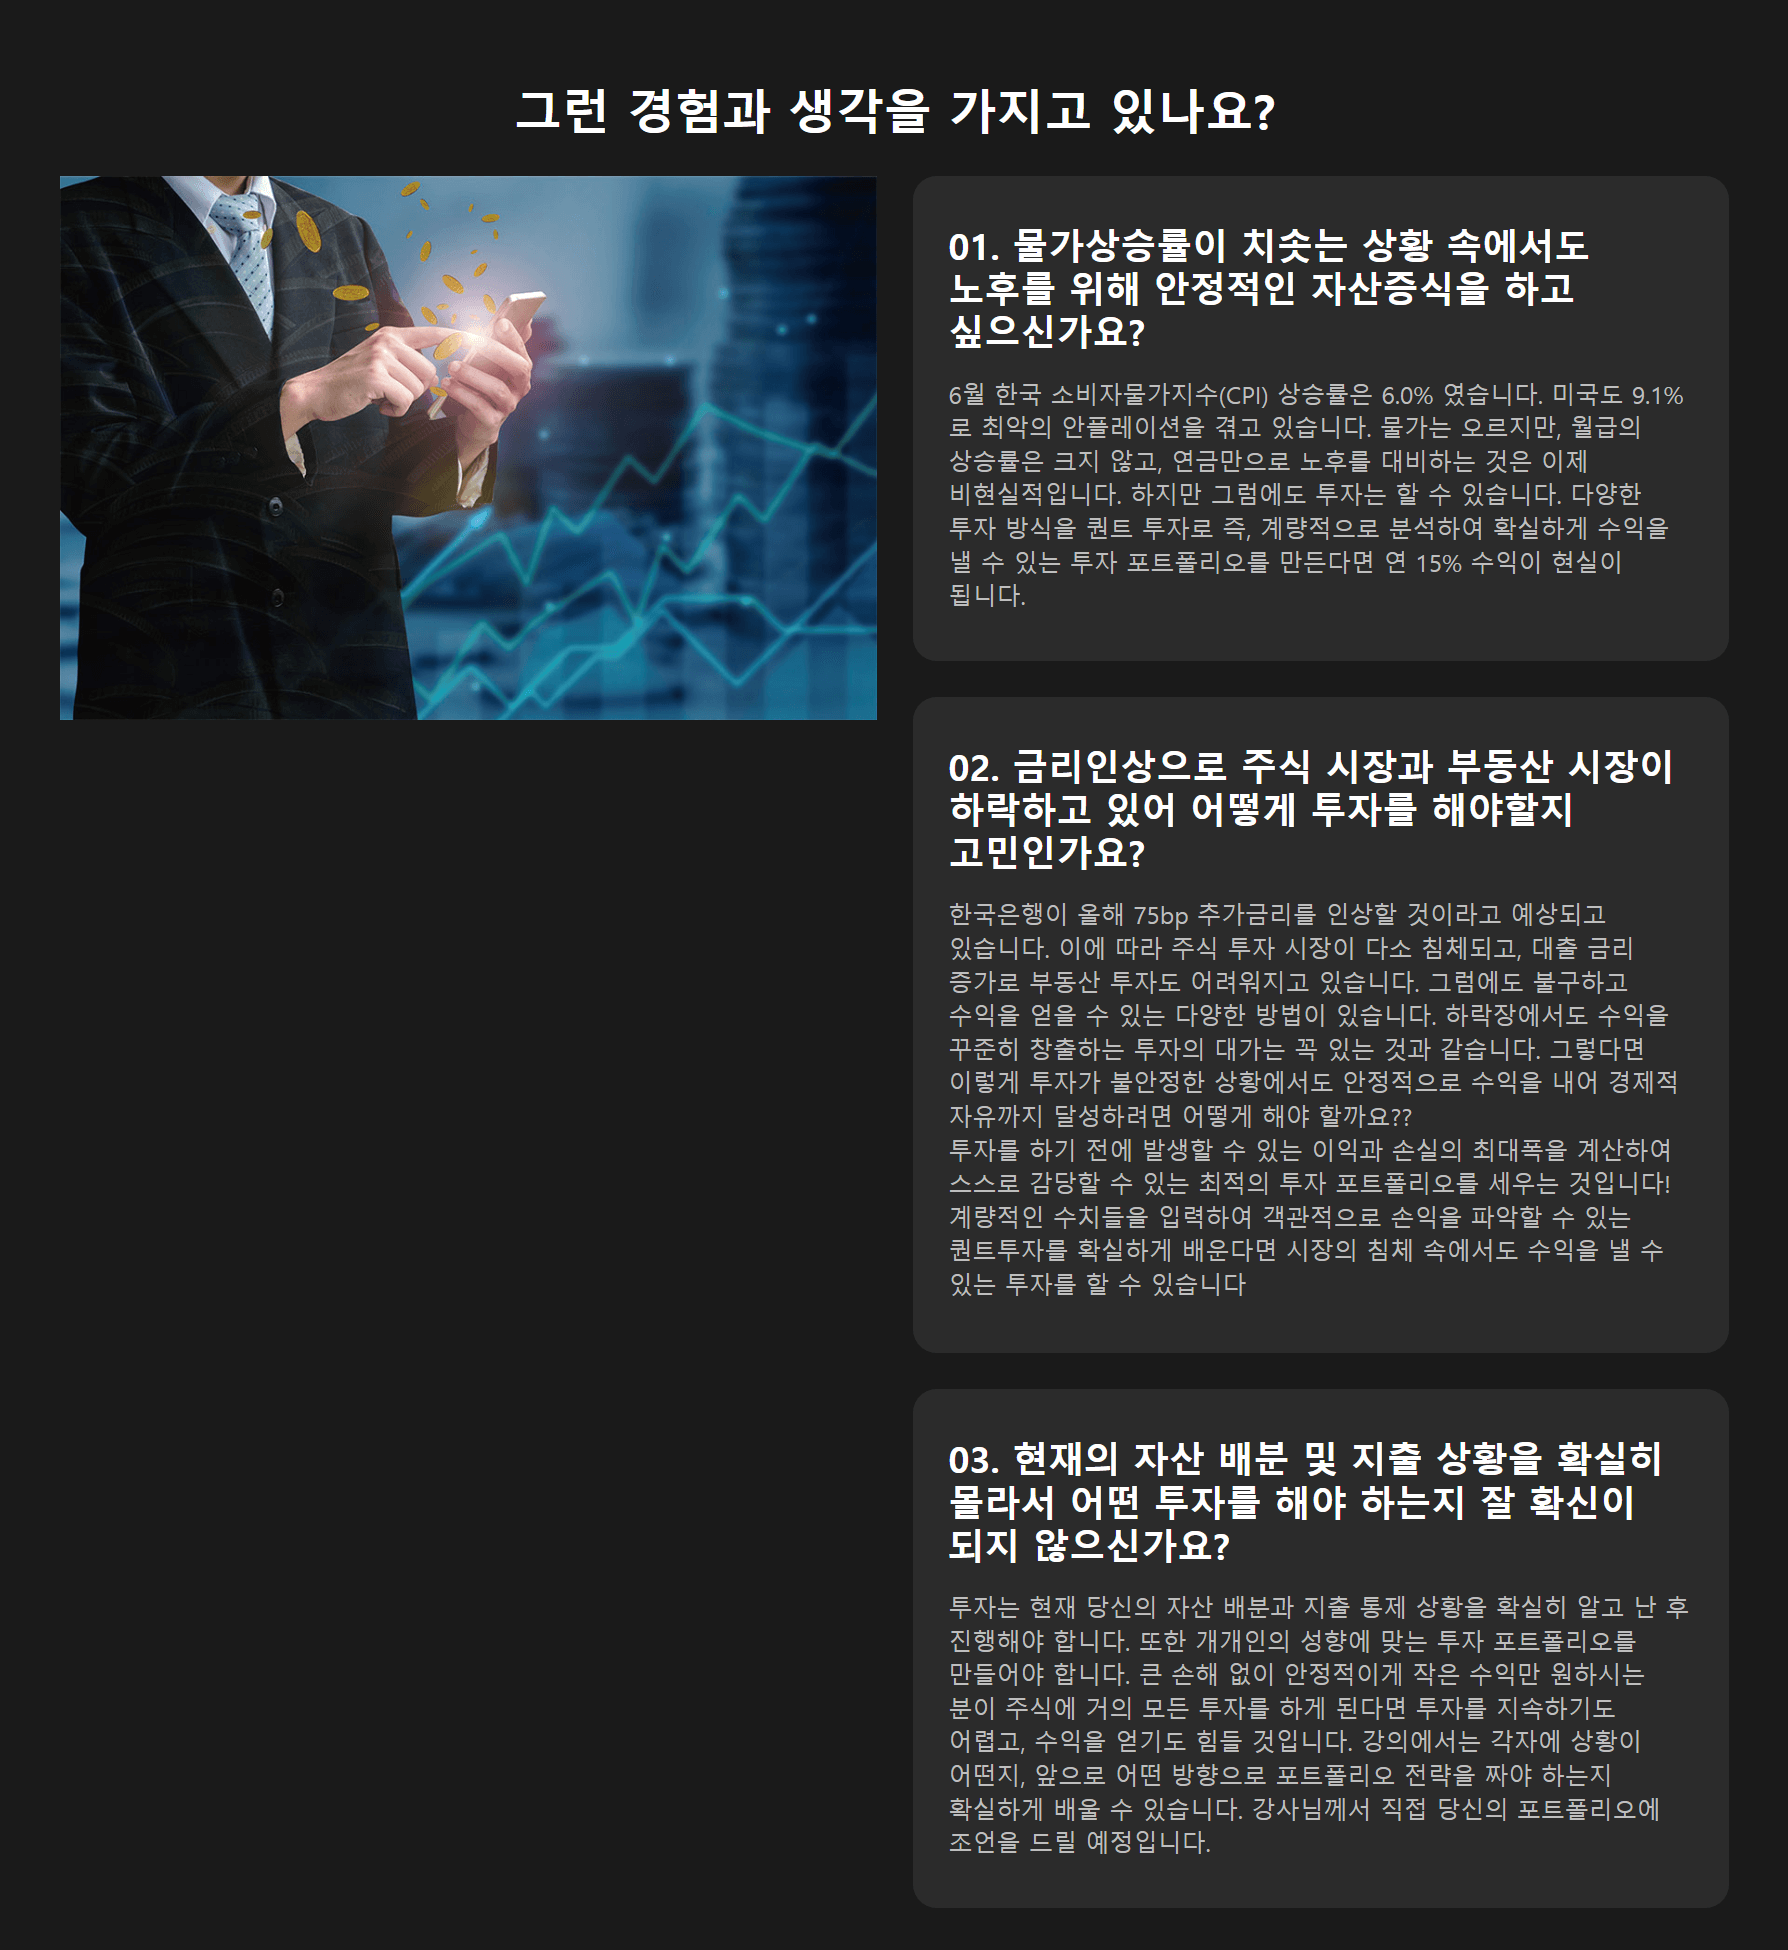 그런 경험과 생각을 가지고 있나요?
01. 물가상승률이 치솟는 상황 속에서도
노후를 위해 안정적인 자산증식을 하고
싶으신가요?
6월 한국 소비자물가지수(CPI) 상승률은 6.0% 였습니다. 미국도 9.1%
로 최악의 안플레이션을 겪고 있습니다. 물가는 오르지만, 월급의
상승률은 크지 않고, 연금만으로 노후를 대비하는 것은 이제
비현실적입니다. 하지만 그럼에도 투자는 할 수 있습니다. 다양한
투자 방식을 퀀트 투자로 즉, 계량적으로 분석하여 확실하게 수익을
낼 수 있는 투자 포트폴리오를 만든다면 연 15% 수익이 현실이
됩니다.
02. 금리인상으로 주식 시장과 부동산 시장이
하락하고 있어 어떻게 투자를 해야할지
고민인가요?
한국은행이 올해 75bp 추가금리를 인상할 것이라고 예상되고
있습니다. 이에 따라 주식 투자 시장이 다소 침체되고, 대출 금리
증가로 부동산 투자도 어려워지고 있습니다. 그럼에도 불구하고
수익을 얻을 수 있는 다양한 방법이 있습니다. 하락장에서도 수익을
꾸준히 창출하는 투자의 대가는 꼭 있는 것과 같습니다. 그렇다면
이렇게 투자가 불안정한 상황에서도 안정적으로 수익을 내어 경제적
자유까지 달성하려면 어떻게 해야 할까요??
투자를 하기 전에 발생할 수 있는 이익과 손실의 최대폭을 계산하여
스스로 감당할 수 있는 최적의 투자 포트폴리오를 세우는 것입니다!
계량적인 수치들을 입력하여 객관적으로 손익을 파악할 수 있는
퀀트투자를 확실하게 배운다면 시장의 침체 속에서도 수익을 낼 수
있는 투자를 할 수 있습니다
03. 현재의 자산 배분 및 지출 상황을 확실히
몰라서 어떤 투자를 해야 하는지 잘 확신이
되지 않으신가요?
투자는 현재 당신의 자산 배분과 지출 통제 상황을 확실히 알고 난 후
진행해야 합니다. 또한 개개인의 성향에 맞는 투자 포트폴리오를
만들어야 합니다. 큰 손해 없이 안정적이게 작은 수익만 원하시는
분이 주식에 거의 모든 투자를 하게 된다면 투자를 지속하기도
어렵고, 수익을 얻기도 힘들 것입니다. 강의에서는 각자에 상황이
어떤지, 앞으로 어떤 방향으로 포트폴리오 전략을 짜야 하는지
확실하게 배울 수 있습니다. 강사님께서 직접 당신의 포트폴리오에
조언을 드릴 예정입니다.